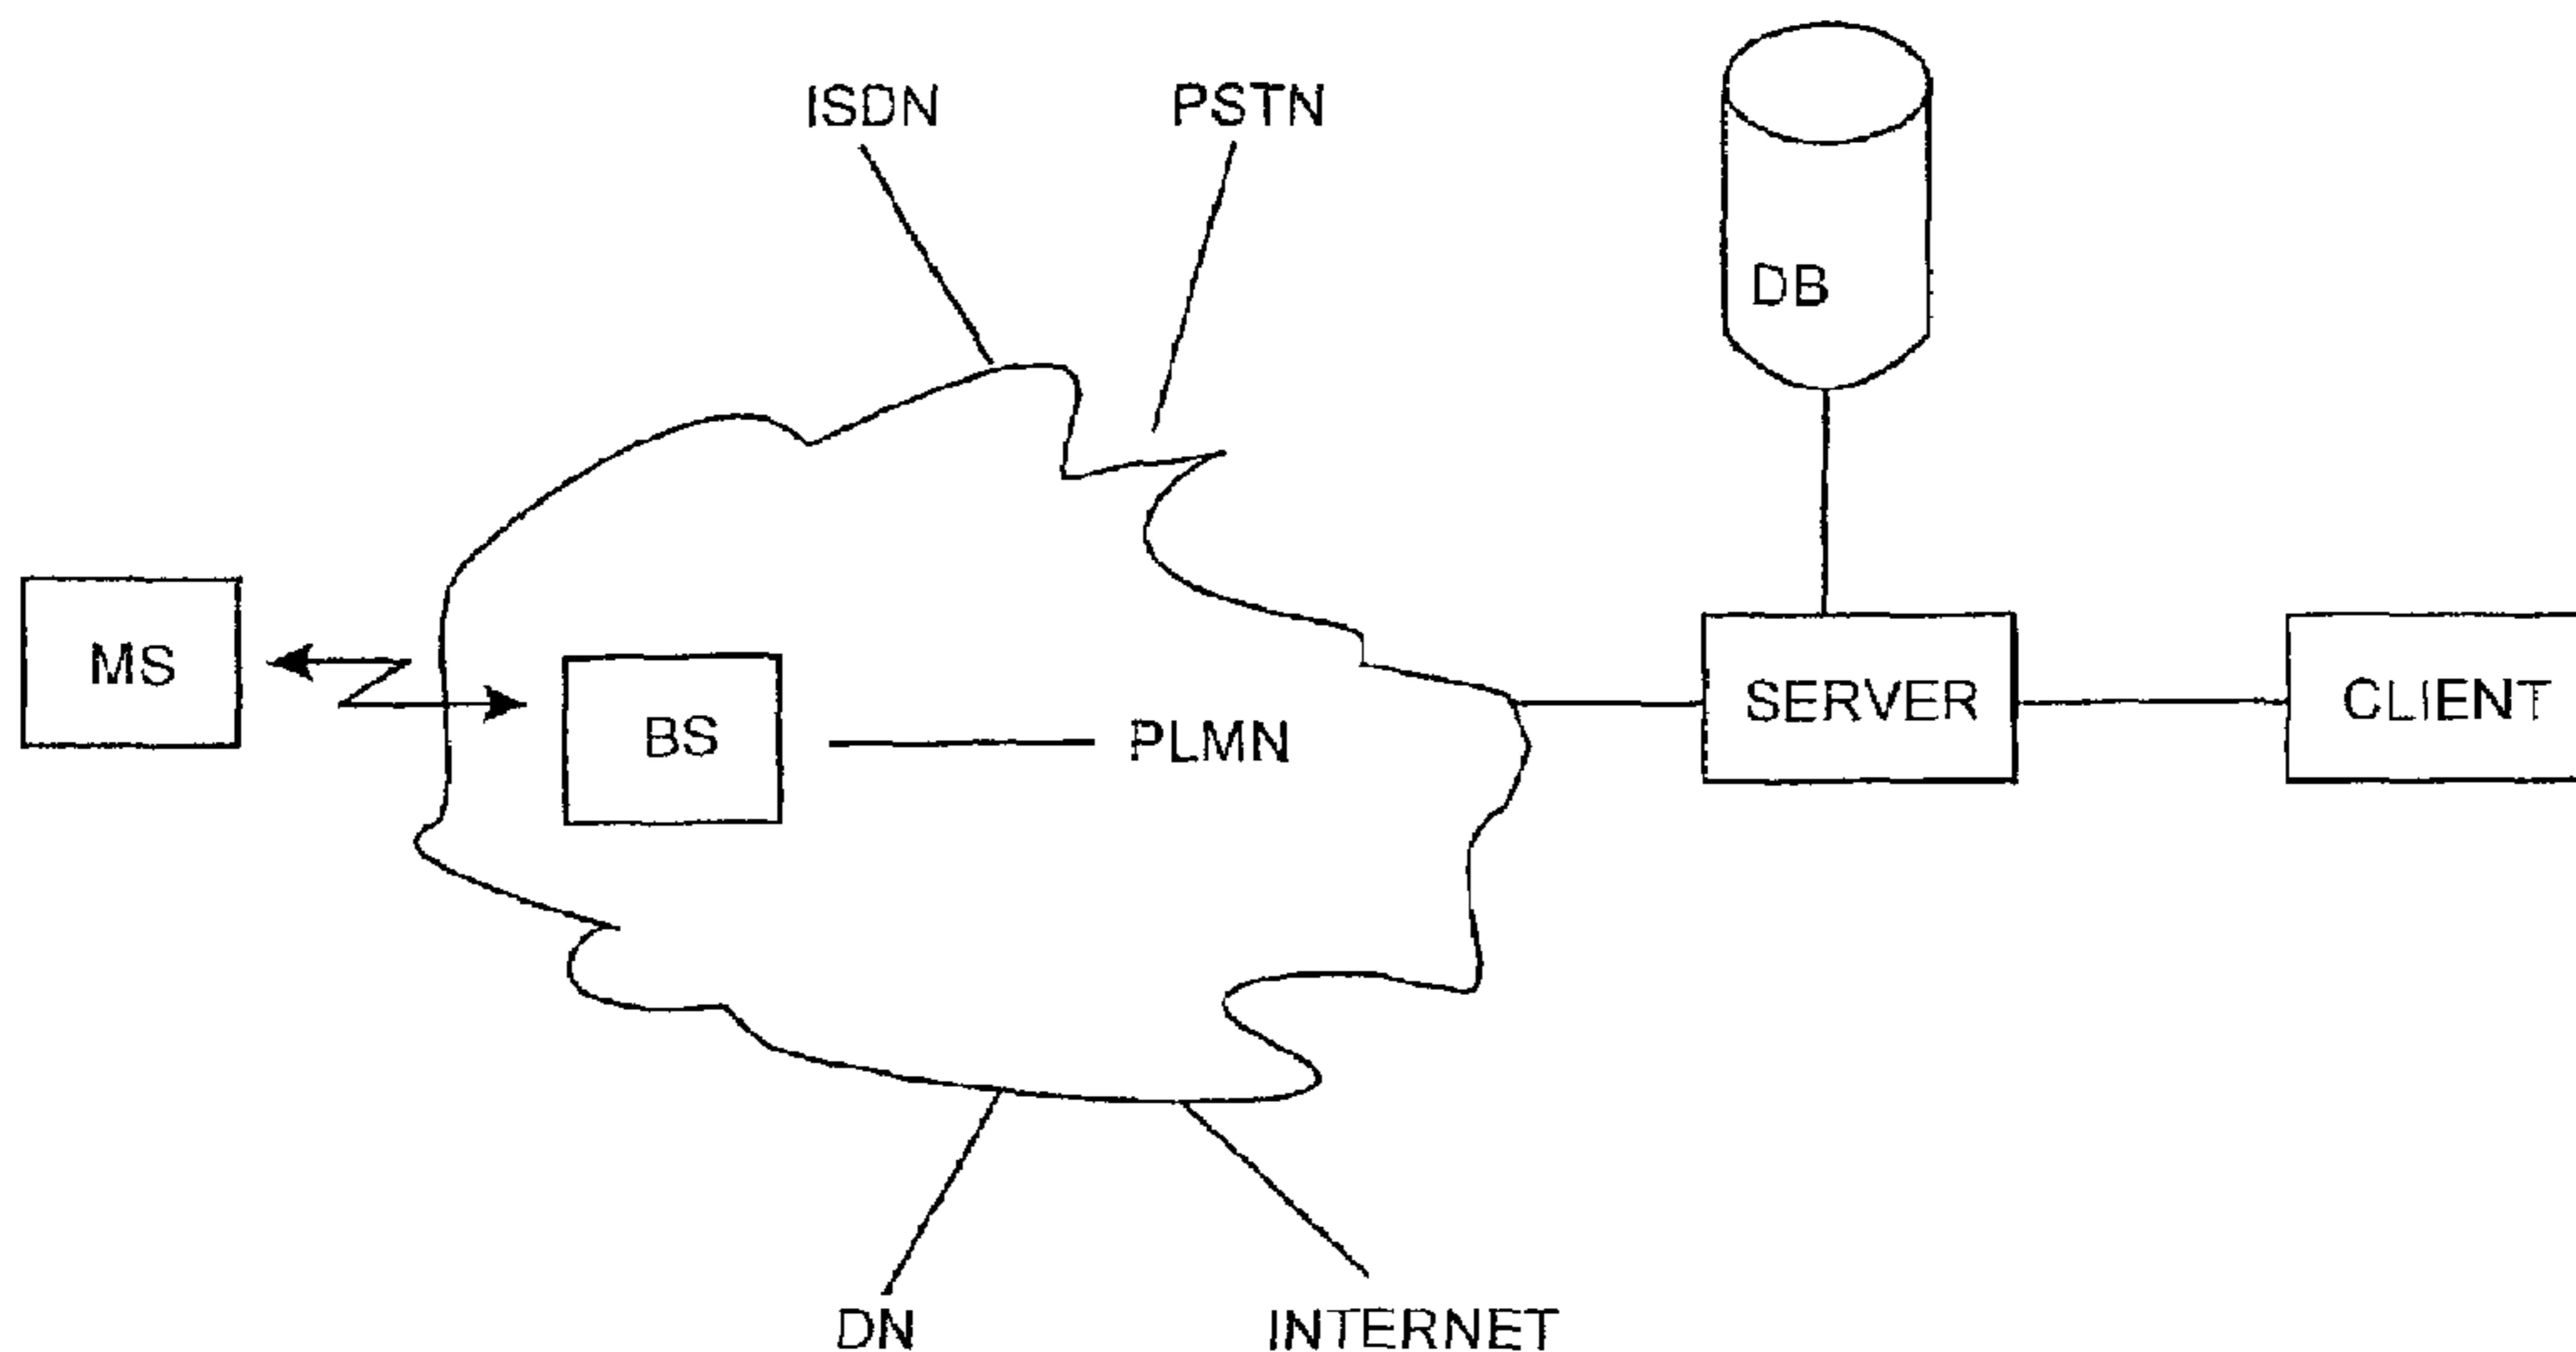 ISDN
PSTN
DB
MS
BS
PLMN
SERVER
CLIENT
DN
INTERNET